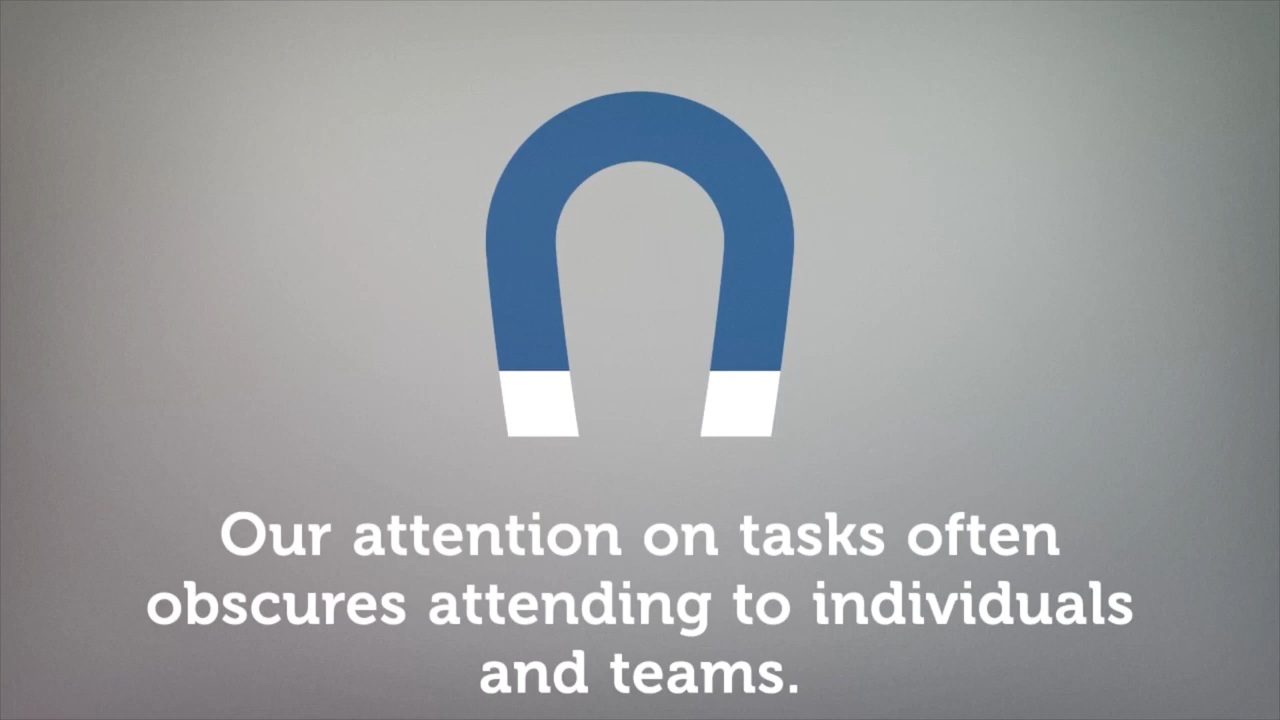 Our attention on tasks often
obscures attending to individuals
and teams.